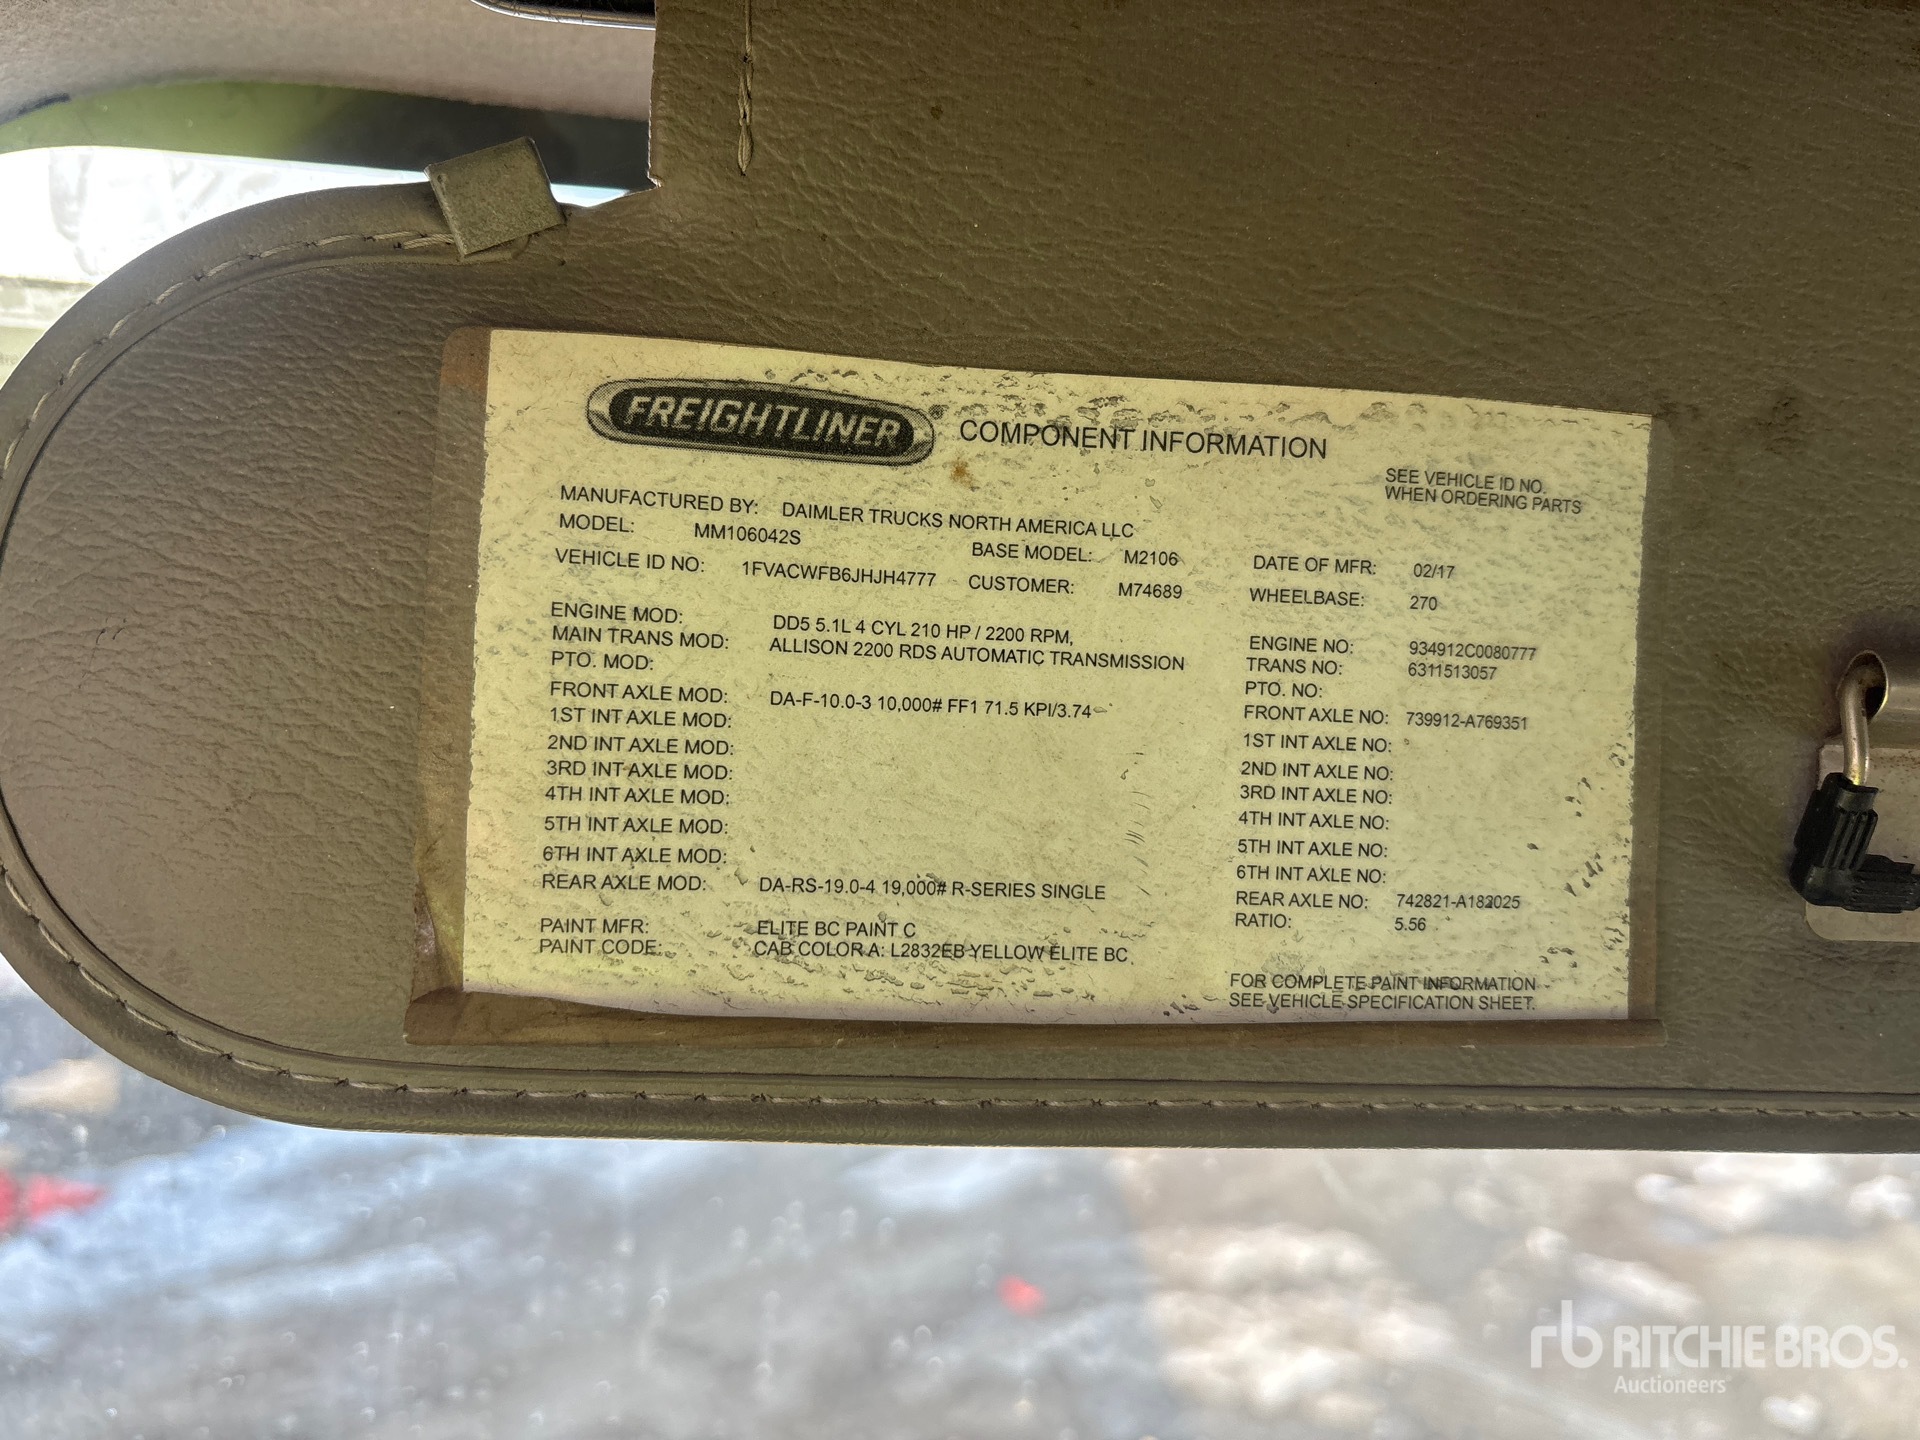 FREIGHTLINER® COMPONENT INFORMATION
SEE VEHICLE ID NO.
WHEN ORDERING PARTS
MANUFACTURED BY: DAIMLER TRUCKS NORTH AMERICA LLC
MODEL: MM106042S BASE MODEL: M2106 DATE OF MFR: 02/17
VEHICLE ID NO: 1FVACWFB6JHJH4777 CUSTOMER: M74689 WHEELBASE: 270
ENGINE MOD: DD5 5.1L 4 CYL 210 HP / 2200 RPM, ENGINE NO: 934912C0080777
MAIN TRANS MOD: ALLISON 2200 RDS AUTOMATIC TRANSMISSION TRANS NO: 6311513057
PTO. MOD: PTO. NO:
FRONT AXLE MOD: DA-F-10.0-3 10,000# FF1 71.5 KPI/3.74 FRONT AXLE NO: 739912-A769351
1ST INT AXLE MOD: 1ST INT AXLE NO:
2ND INT AXLE MOD: 2ND INT AXLE NO:
3RD INT AXLE MOD: 3RD INT AXLE NO:
4TH INT AXLE MOD: 4TH INT AXLE NO:
5TH INT AXLE MOD: 5TH INT AXLE NO:
6TH INT AXLE MOD: 6TH INT AXLE NO:
REAR AXLE MOD: DA-RS-19.0-4 19,000# R-SERIES SINGLE REAR AXLE NO: 742821-A182025
RATIO: 5.56
PAINT MFR: ELITE BC PAINT C
PAINT CODE: CAB COLOR A: L2832EB YELLOW ELITE BC
FOR COMPLETE PAINT INFORMATION
SEE VEHICLE SPECIFICATION SHEET.
rb RITCHIE BROS.
Auctioneers